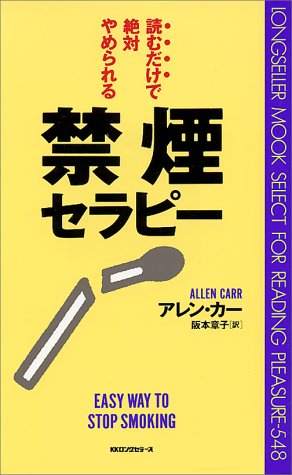 読むだけで
絶対
やめられる
禁煙
セラピー
ALLEN CARR
アレン・カー
阪本章子[訳]
EASY WAY TO
STOP SMOKING
KKロングセラーズ
LONGSELLER MOOK SELECT FOR READING PLEASURE-548